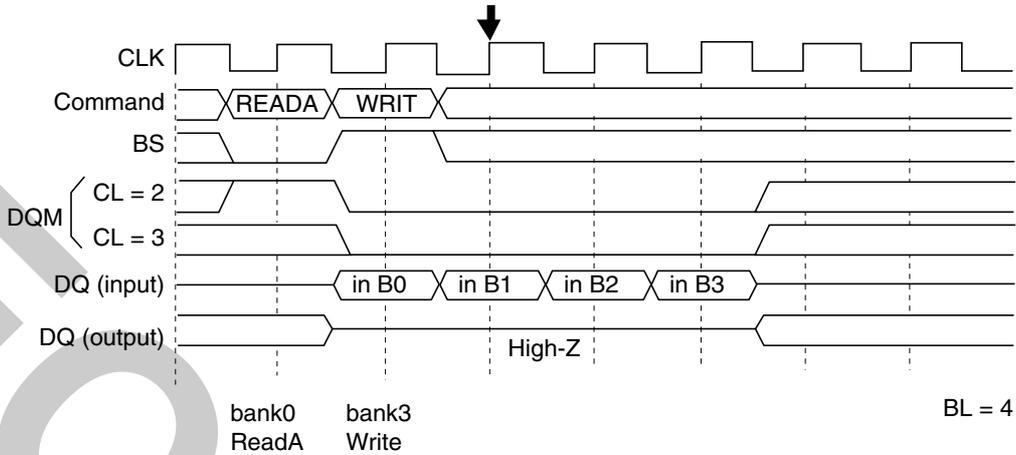 CLK
Command READA WRIT
BS
DQM
CL = 2
CL = 3
DQ (input) in B0 in B1 in B2 in B3
DQ (output)
High-Z
bank0 bank3 BL = 4
ReadA Write